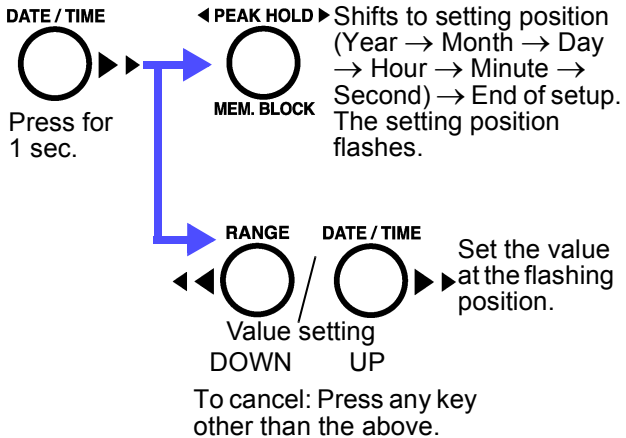 DATE / TIME
Press for
1 sec.
PEAK HOLD
MEM. BLOCK
Shifts to setting position
(Year → Month → Day
→ Hour → Minute →
Second) → End of setup.
The setting position
flashes.
RANGE
DATE / TIME
Value setting
DOWN UP
Set the value
at the flashing
position.
To cancel: Press any key
other than the above.